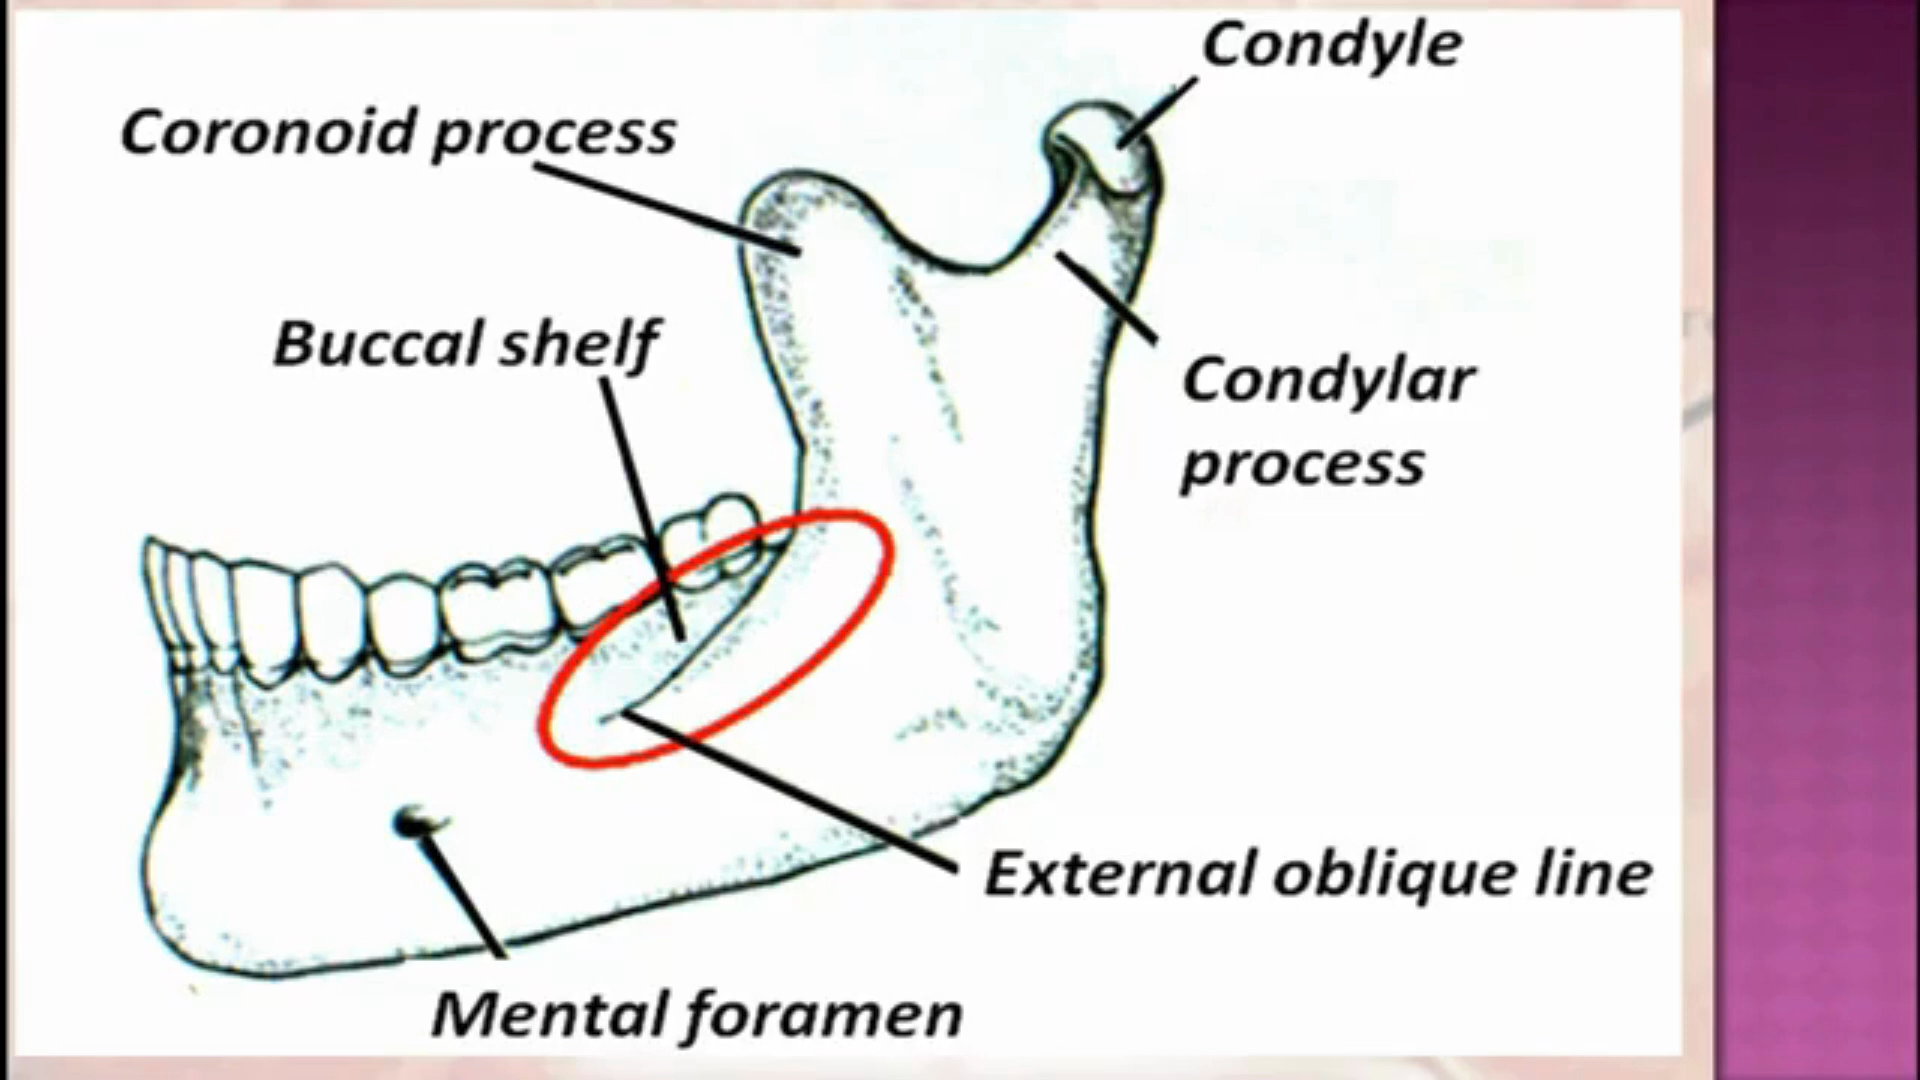 Condyle
Coronoid process
Buccal shelf
Condylar
process
External oblique line
Mental foramen